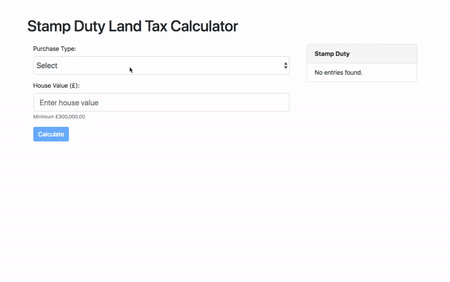 Stamp Duty Land Tax Calculator
Purchase Type:
Select
House Value (£):
Enter house value
Minimum £300,000.00
Calculate
Stamp Duty
No entries found.